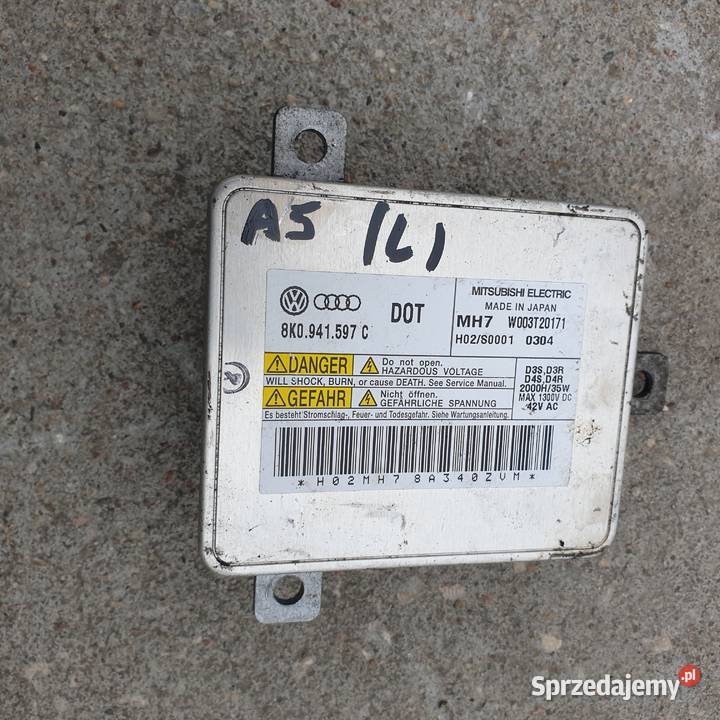 A5 (L)
DOT
8K0.941.597 C
MITSUBISHI ELECTRIC
MADE IN JAPAN
MH7 W003T20171
H02/S0001 0304
DANGER
Do not open.
HAZARDOUS VOLTAGE
WILL SHOCK, BURN, or cause DEATH. See Service Manual.
GEFAHR
Nicht öffnen.
GEFÄHRLICHE SPANNUNG
Es besteht Stromschlag-, Feuer- und Todesgefahr. Siehe Wartungsanleitung.
D3S,D3R
D4S,D4R
2000H/35W
MAX 1300V DC
42V AC
*H02MH78A340ZVM*
Sprzedajemy.pl